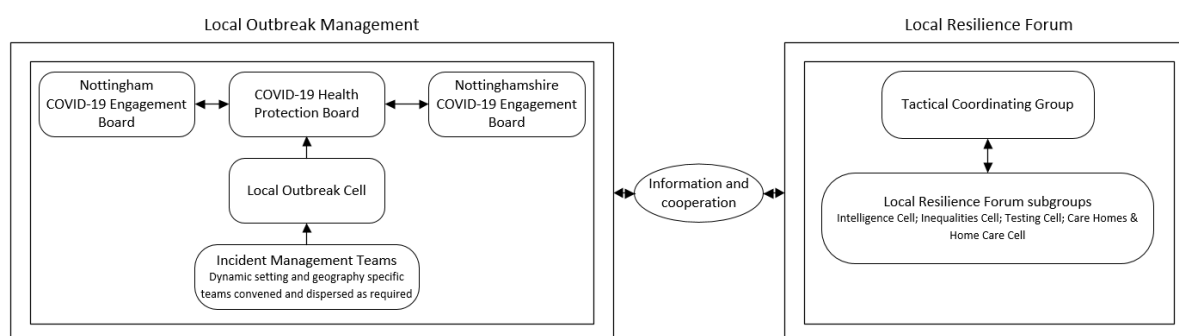 Local Outbreak Management
Local Resilience Forum
Nottingham
COVID-19 Engagement
Board
COVID-19 Health
Protection Board
Nottinghamshire
COVID-19 Engagement
Board
Local Outbreak Cell
Incident Management Teams
Dynamic setting and geography specific
teams convened and dispersed as required
Information and
cooperation
Tactical Coordinating Group
Local Resilience Forum subgroups
Intelligence Cell; Inequalities Cell; Testing Cell; Care Homes &
Home Care Cell